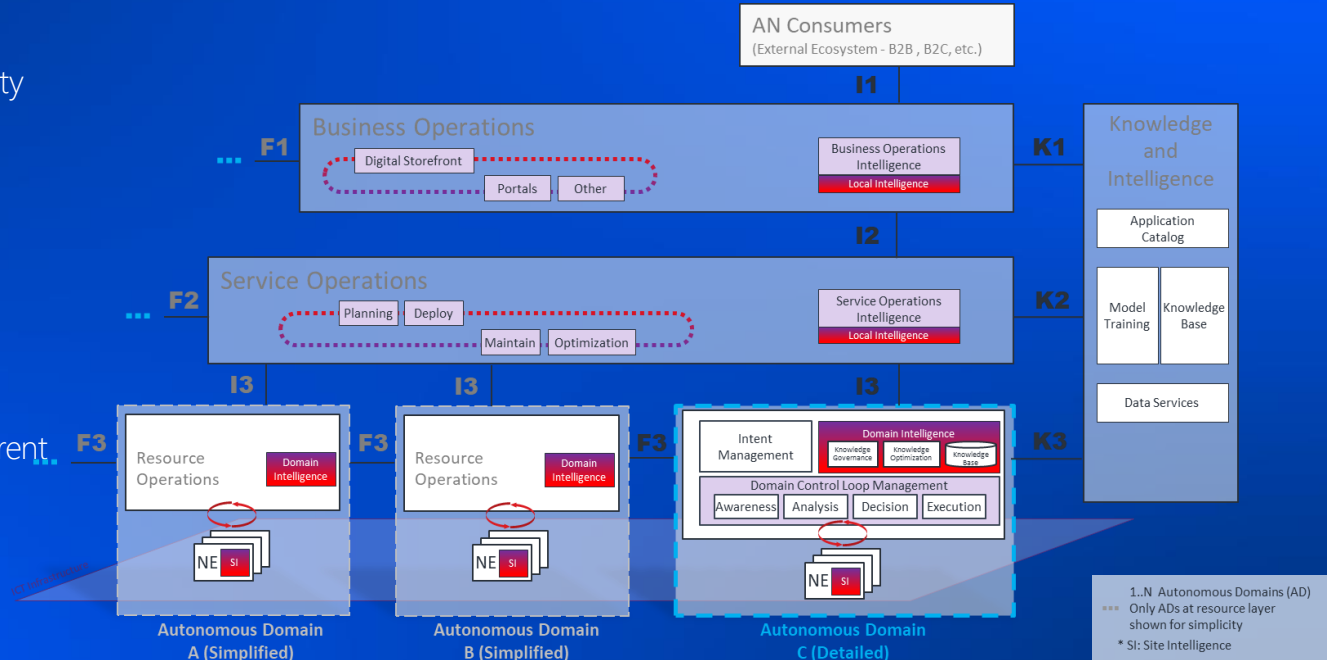 AN Consumers
(External Ecosystem - B2B , B2C, etc.)
ty
I1
Business Operations
F1
Digital Storefront
Portals
Other
Business Operations
Intelligence
Local Intelligence
K1
Knowledge
and
Intelligence
Application
Catalog
Model
Training
Knowledge
Base
Data Services
I2
Service Operations
F2
Planning
Deploy
Maintain
Optimization
Service Operations
Intelligence
Local Intelligence
K2
I3
I3
I3
rent
F3
Resource
Operations
Domain
Intelligence
F3
Resource
Operations
Domain
Intelligence
F3
Intent
Management
Domain Intelligence
Knowledge
Governance
Knowledge
Optimization
Knowledge
Base
K3
Domain Control Loop Management
Awareness
Analysis
Decision
Execution
NE
SI
NE
SI
NE
SI
Autonomous Domain
A (Simplified)
Autonomous Domain
B (Simplified)
Autonomous Domain
C (Detailed)
1..N Autonomous Domains (AD)
Only ADs at resource layer
shown for simplicity
* SI: Site Intelligence